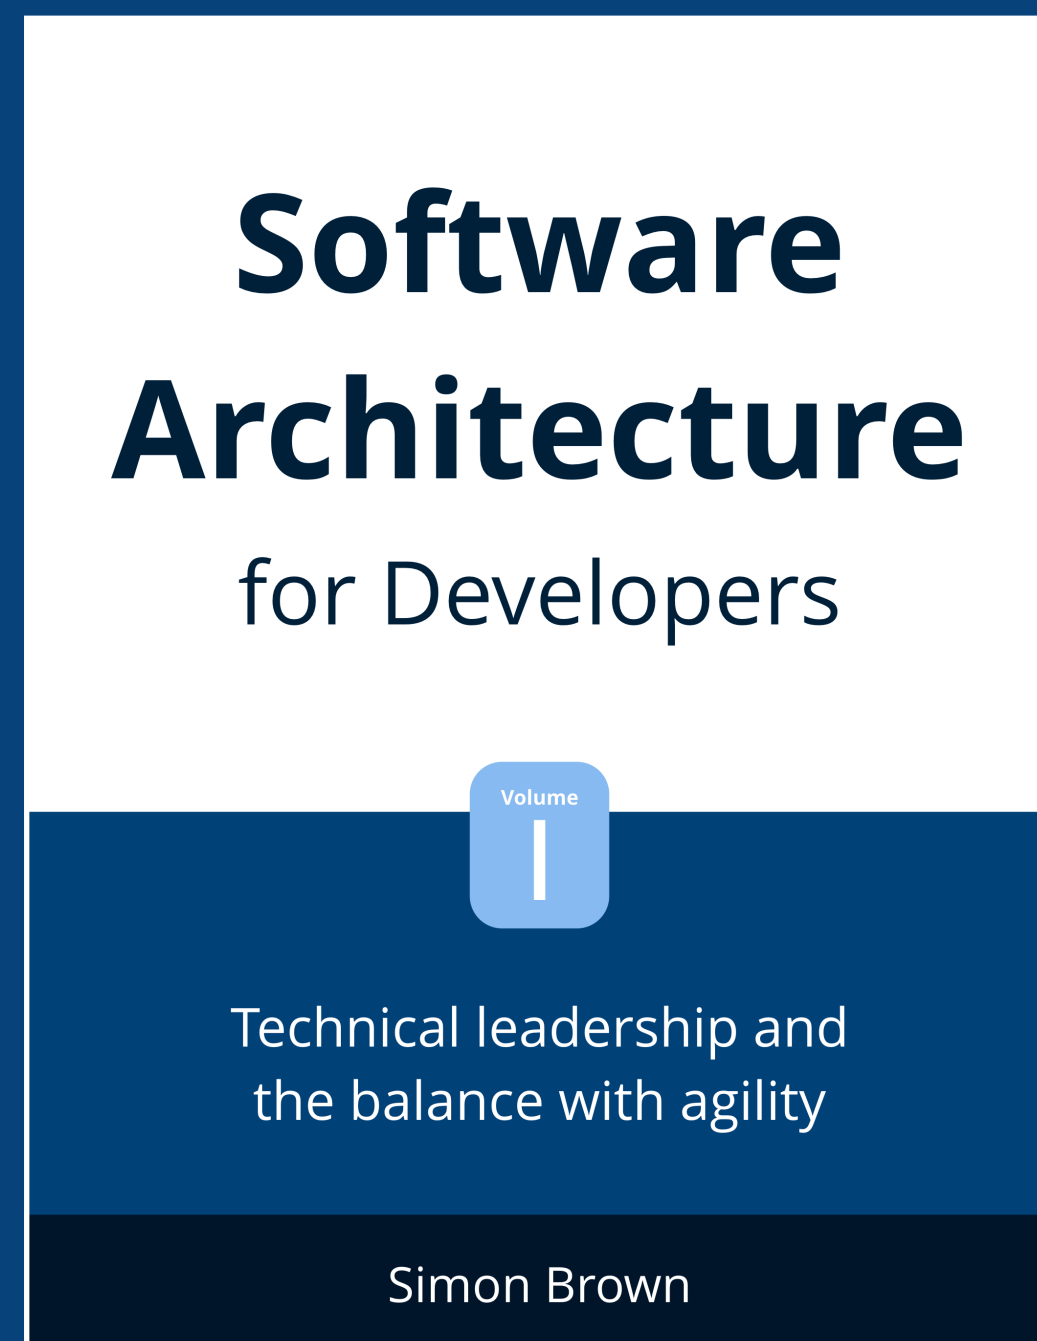 Software
Architecture
for Developers
Volume
I
Technical leadership and
the balance with agility
Simon Brown